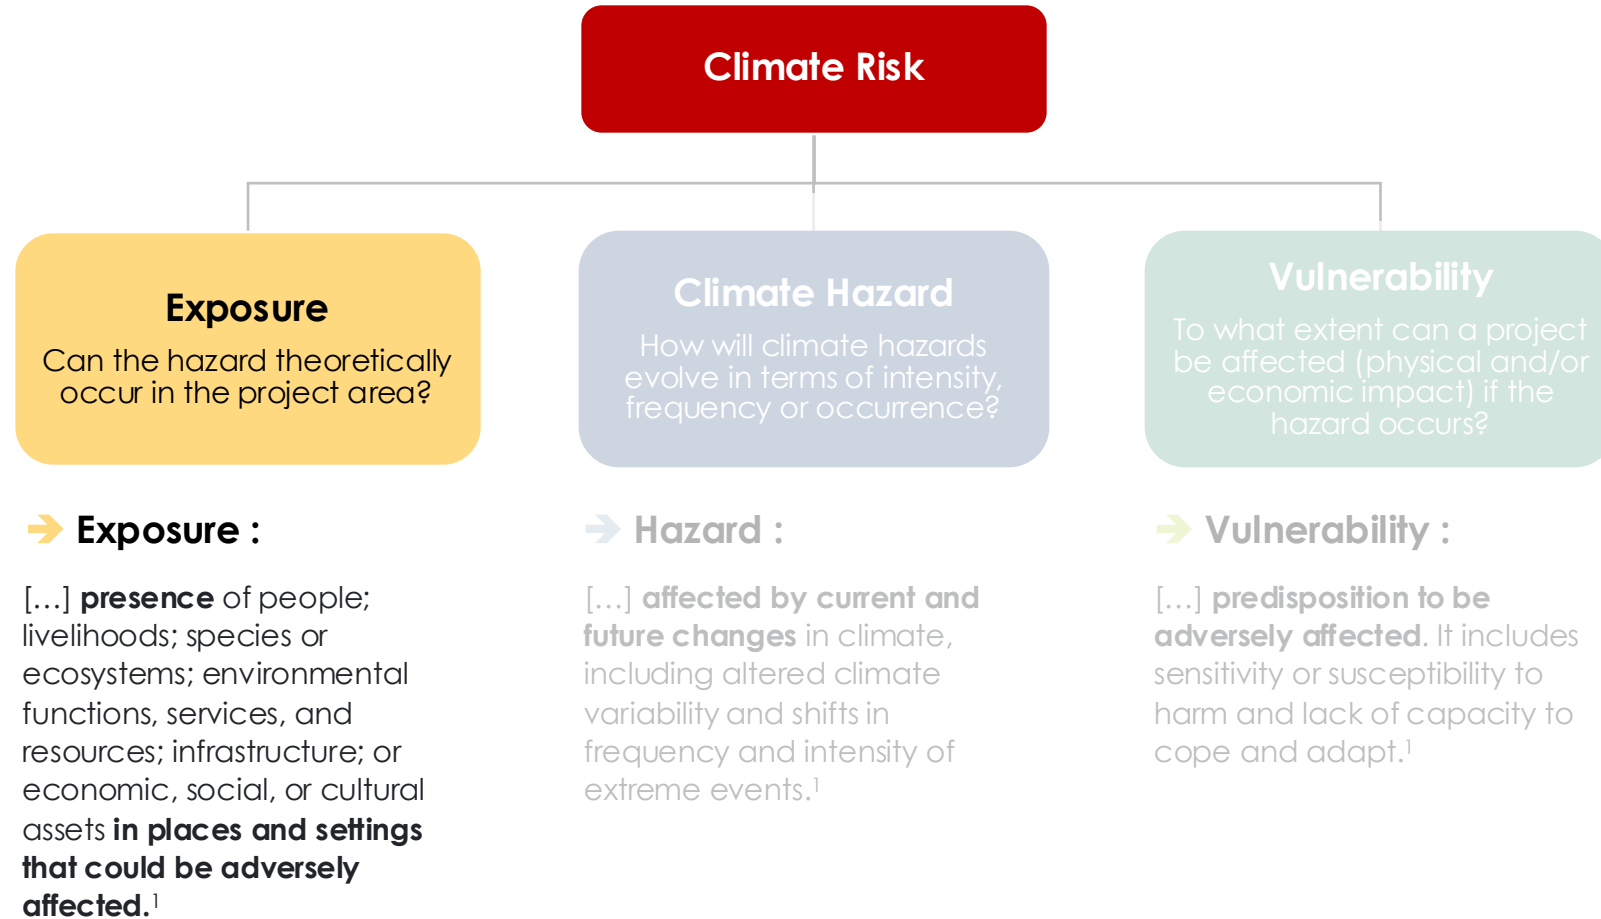 Climate Risk
Exposure
Can the hazard theoretically
occur in the project area?
Climate Hazard
How will climate hazards
evolve in terms of intensity,
frequency or occurrence?
Vulnerability
To what extent can a project
be affected (physical and/or
economic impact) if the
hazard occurs?
Exposure :
[…] presence of people;
livelihoods; species or
ecosystems; environmental
functions, services, and
resources; infrastructure; or
economic, social, or cultural
assets in places and settings
that could be adversely
affected.¹
Hazard :
[…] affected by current and
future changes in climate,
including altered climate
variability and shifts in
frequency and intensity of
extreme events.¹
Vulnerability :
[…] predisposition to be
adversely affected. It includes
sensitivity or susceptibility to
harm and lack of capacity to
cope and adapt.¹